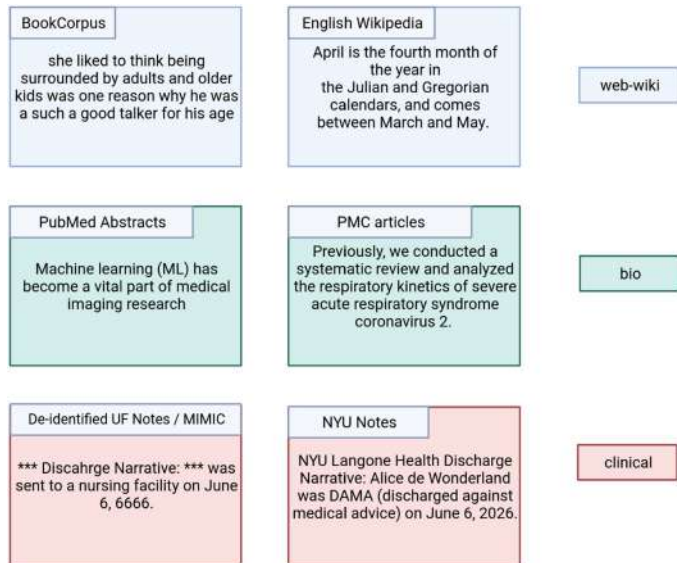 BookCorpus
she liked to think being
surrounded by adults and older
kids was one reason why he was
a such a good talker for his age
English Wikipedia
April is the fourth month of
the year in
the Julian and Gregorian
calendars, and comes
between March and May.
web-wiki
PubMed Abstracts
Machine learning (ML) has
become a vital part of medical
imaging research
PMC articles
Previously, we conducted a
systematic review and analyzed
the respiratory kinetics of severe
acute respiratory syndrome
coronavirus 2.
bio
De-identified UF Notes / MIMIC
*** Discahrge Narrative: *** was
sent to a nursing facility on June
6, 6666.
NYU Notes
NYU Langone Health Discharge
Narrative: Alice de Wonderland
was DAMA (discharged against
medical advice) on June 6, 2026.
clinical